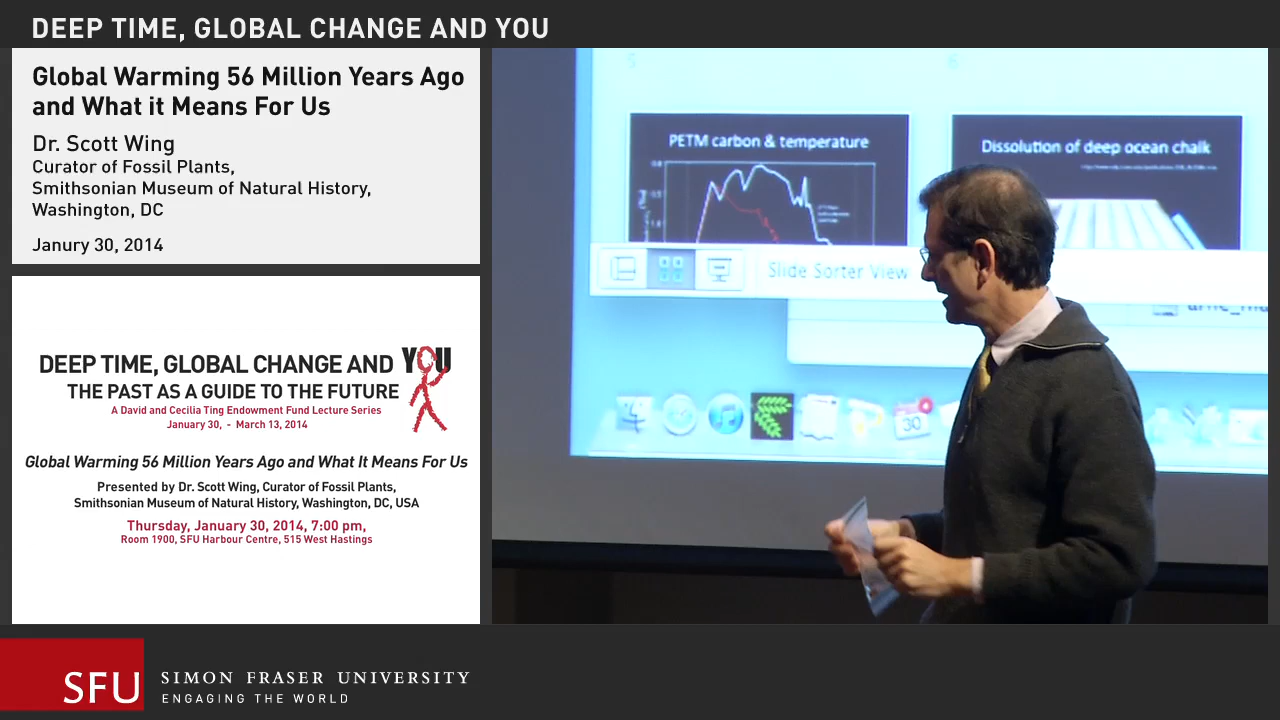 DEEP TIME, GLOBAL CHANGE AND YOU
Global Warming 56 Million Years Ago
and What it Means For Us
Dr. Scott Wing
Curator of Fossil Plants,
Smithsonian Museum of Natural History,
Washington, DC
Janury 30, 2014
DEEP TIME, GLOBAL CHANGE AND YOU
THE PAST AS A GUIDE TO THE FUTURE
A David and Cecilia Ting Endowment Fund Lecture Series
January 30, - March 13, 2014
Global Warming 56 Million Years Ago and What It Means For Us
Presented by Dr. Scott Wing, Curator of Fossil Plants,
Smithsonian Museum of Natural History, Washington, DC, USA
Thursday, January 30, 2014, 7:00 pm,
Room 1900, SFU Harbour Centre, 515 West Hastings
PETM carbon & temperature
Dissolution of deep ocean chalk
Slide Sorter View
30
SFU
SIMON FRASER UNIVERSITY
ENGAGING THE WORLD